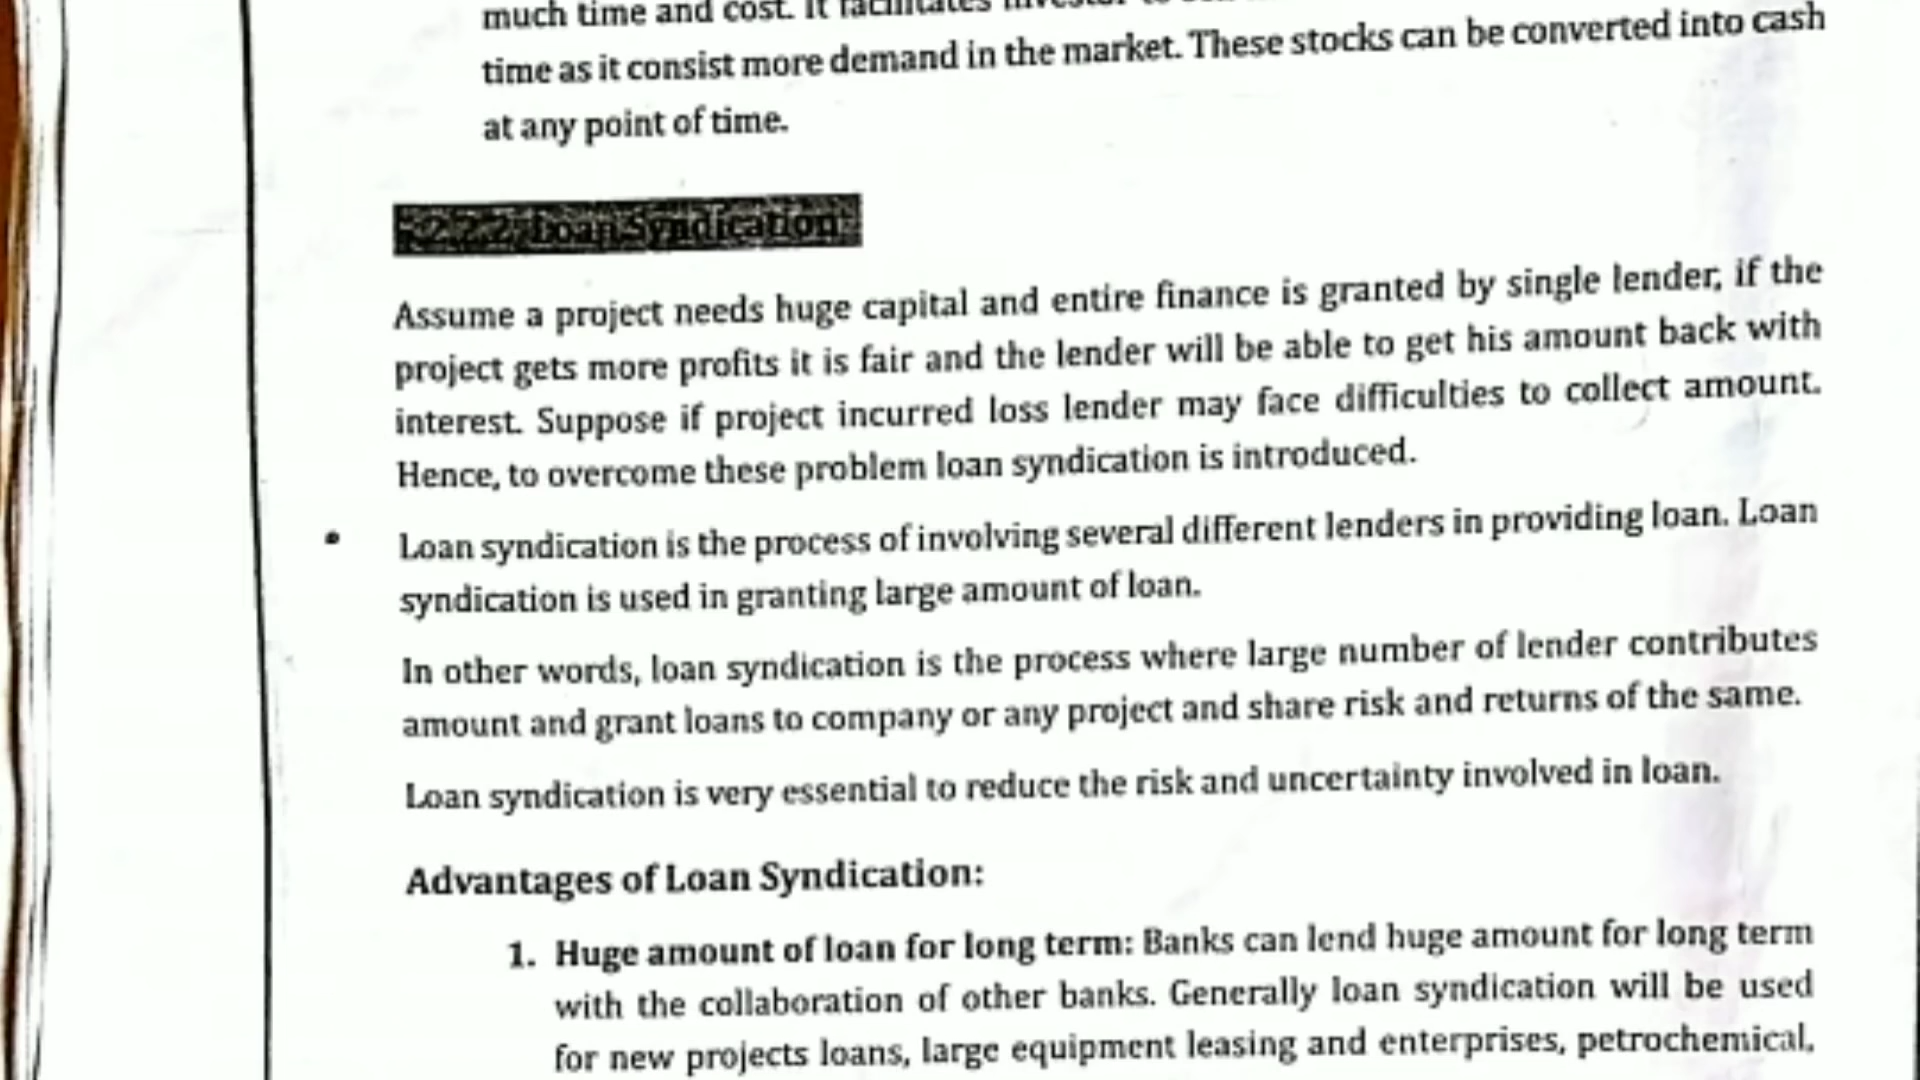 much time and cost. It facilitates investor to
time as it consist more demand in the market. These stocks can be converted into cash
at any point of time.
2.2.2 Loan Syndication
Assume a project needs huge capital and entire finance is granted by single lender, if the
project gets more profits it is fair and the lender will be able to get his amount back with
interest. Suppose if project incurred loss lender may face difficulties to collect amount.
Hence, to overcome these problem loan syndication is introduced.
Loan syndication is the process of involving several different lenders in providing loan. Loan
syndication is used in granting large amount of loan.
In other words, loan syndication is the process where large number of lender contributes
amount and grant loans to company or any project and share risk and returns of the same.
Loan syndication is very essential to reduce the risk and uncertainty involved in loan.
Advantages of Loan Syndication:
1. Huge amount of loan for long term: Banks can lend huge amount for long term
with the collaboration of other banks. Generally loan syndication will be used
for new projects loans, large equipment leasing and enterprises, petrochemical,